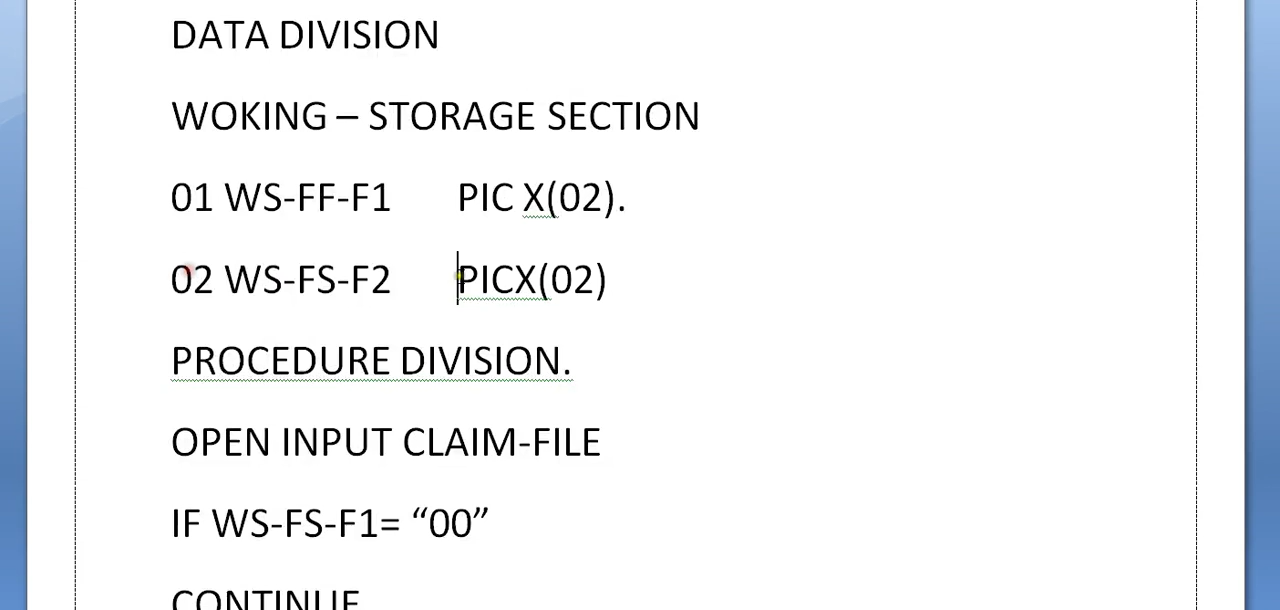 DATA DIVISION
WOKING – STORAGE SECTION
01 WS-FF-F1 PIC X(02).
02 WS-FS-F2 PICX(02)
PROCEDURE DIVISION.
OPEN INPUT CLAIM-FILE
IF WS-FS-F1= “00”
CONTINUE